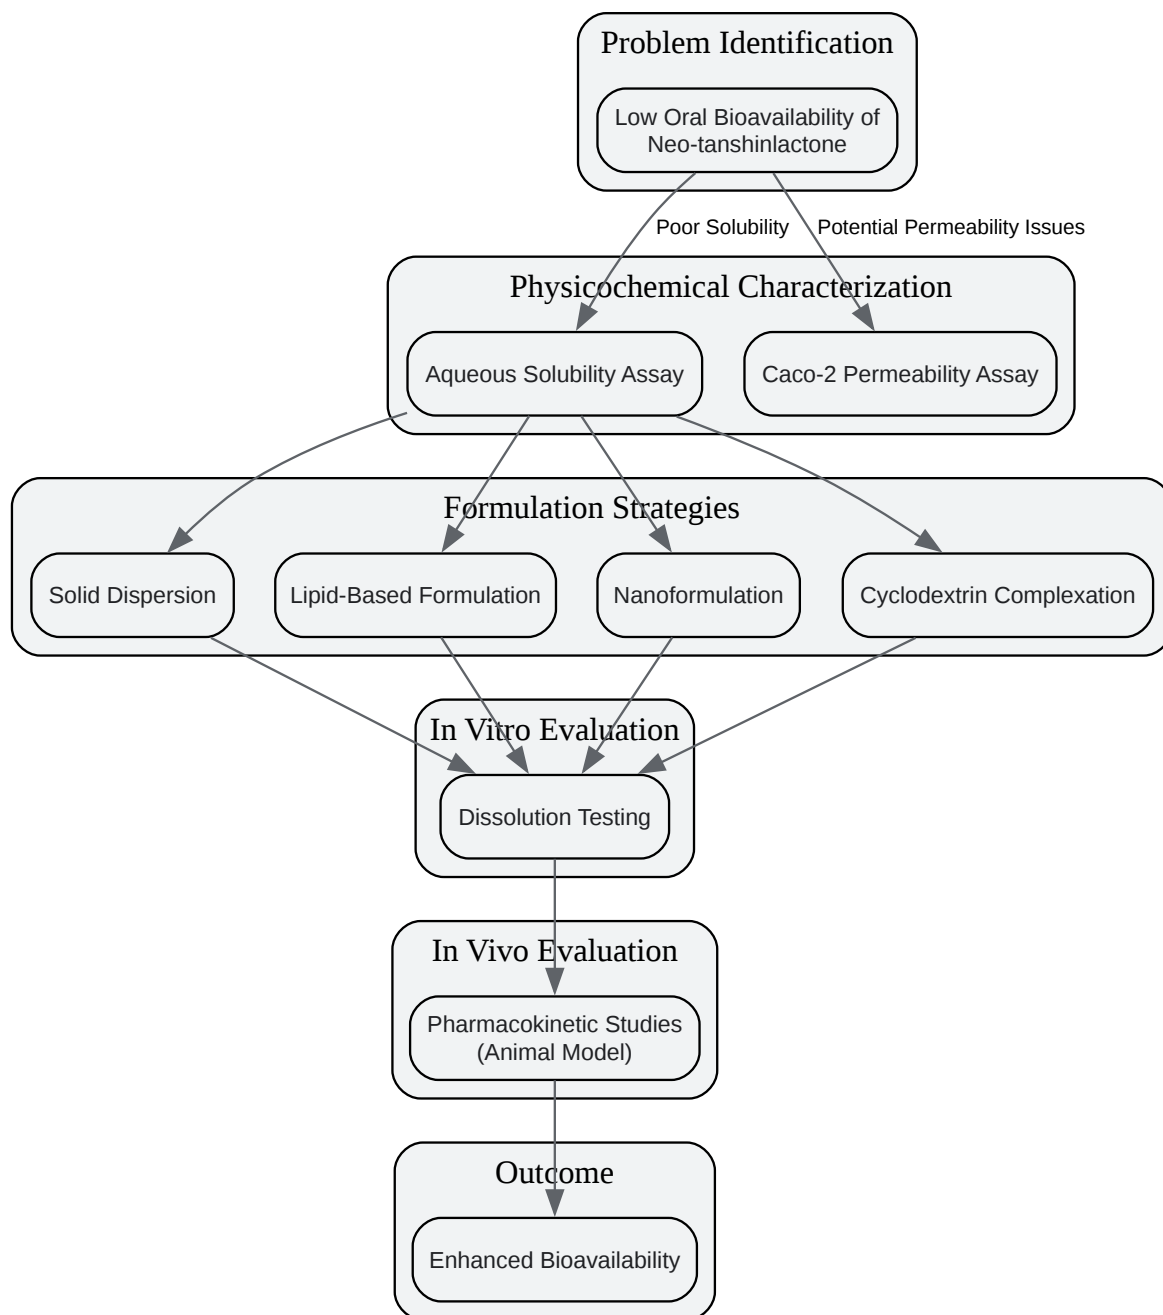 Problem Identification
Low Oral Bioavailability of
Neo-tanshinlactone
Poor Solubility
Potential Permeability Issues
Physicochemical Characterization
Aqueous Solubility Assay
Caco-2 Permeability Assay
Formulation Strategies
Solid Dispersion
Lipid-Based Formulation
Nanoformulation
Cyclodextrin Complexation
In Vitro Evaluation
Dissolution Testing
In Vivo Evaluation
Pharmacokinetic Studies
(Animal Model)
Outcome
Enhanced Bioavailability